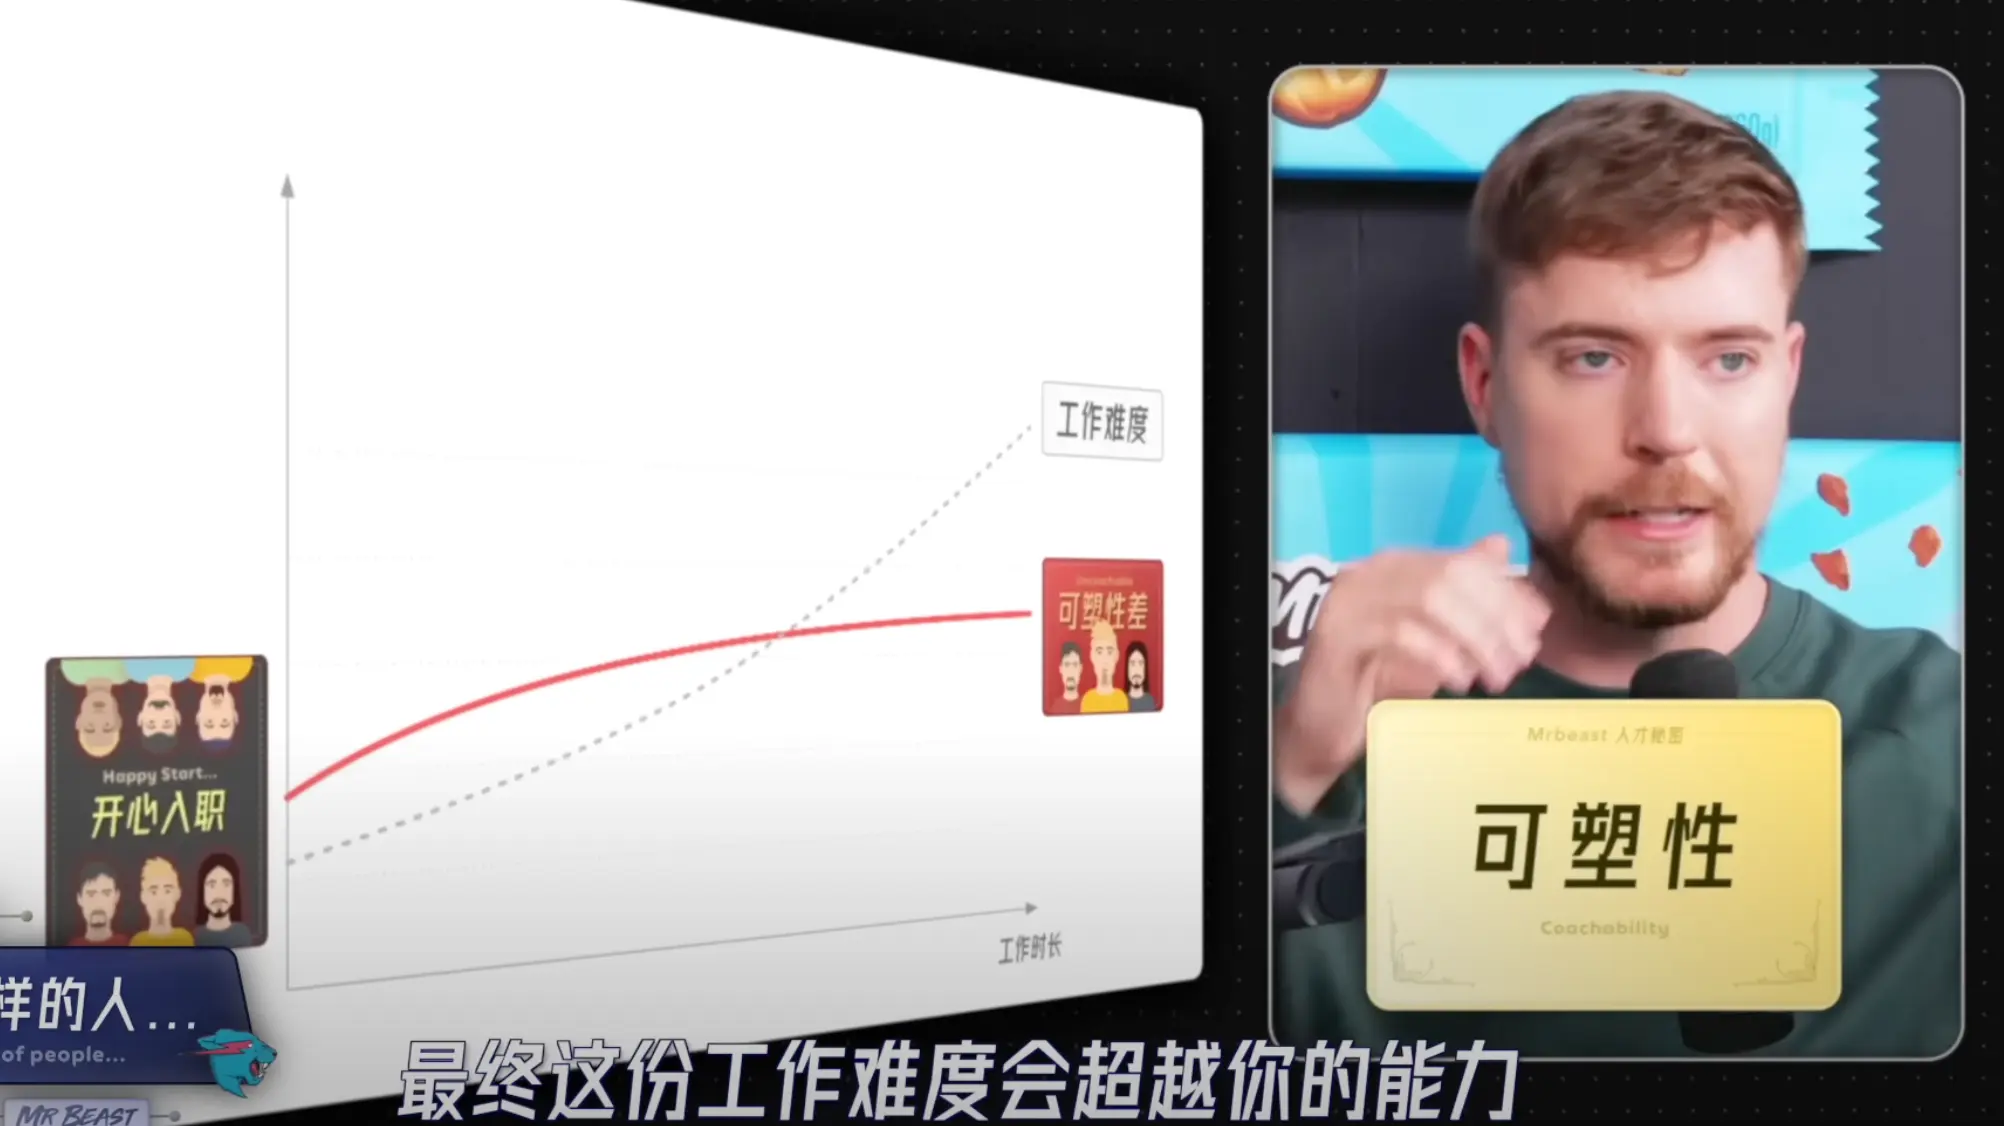 工作难度
可塑性差
Happy Start...
开心入职
工作时长
样的人...
of people...
MR BEAST
Mrbeast 人才秘密
可塑性
Coachability
最终这份工作难度会超越你的能力